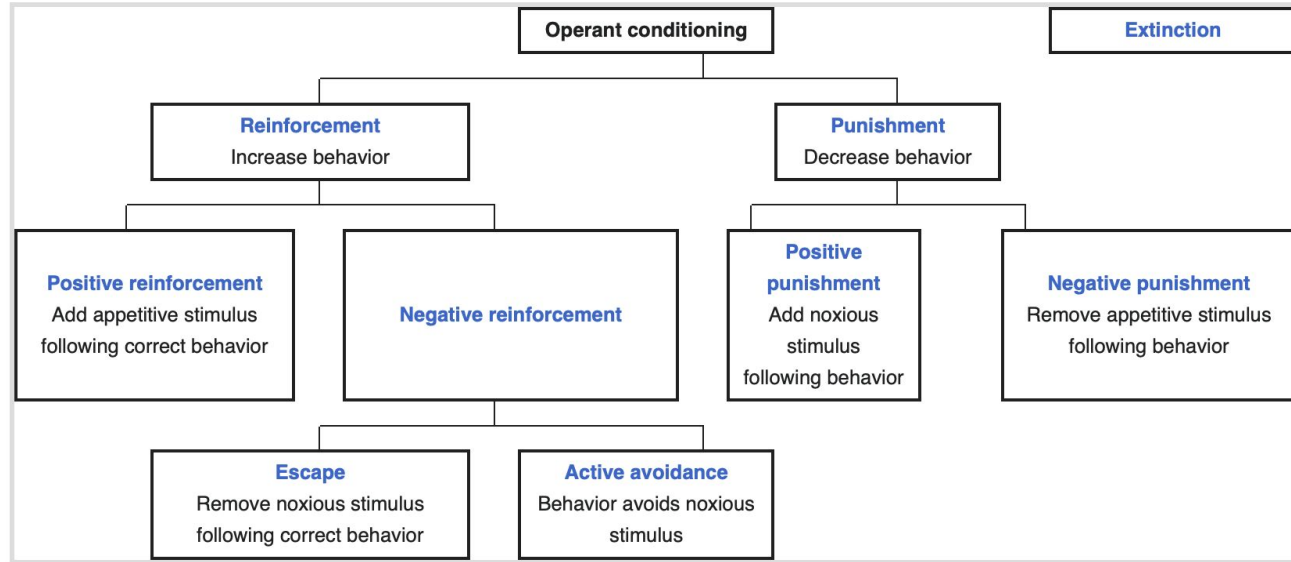 Operant conditioning
Extinction
Reinforcement
Increase behavior
Punishment
Decrease behavior
Positive reinforcement
Add appetitive stimulus
following correct behavior
Negative reinforcement
Positive
punishment
Add noxious
stimulus
following behavior
Negative punishment
Remove appetitive stimulus
following behavior
Escape
Remove noxious stimulus
following correct behavior
Active avoidance
Behavior avoids noxious
stimulus